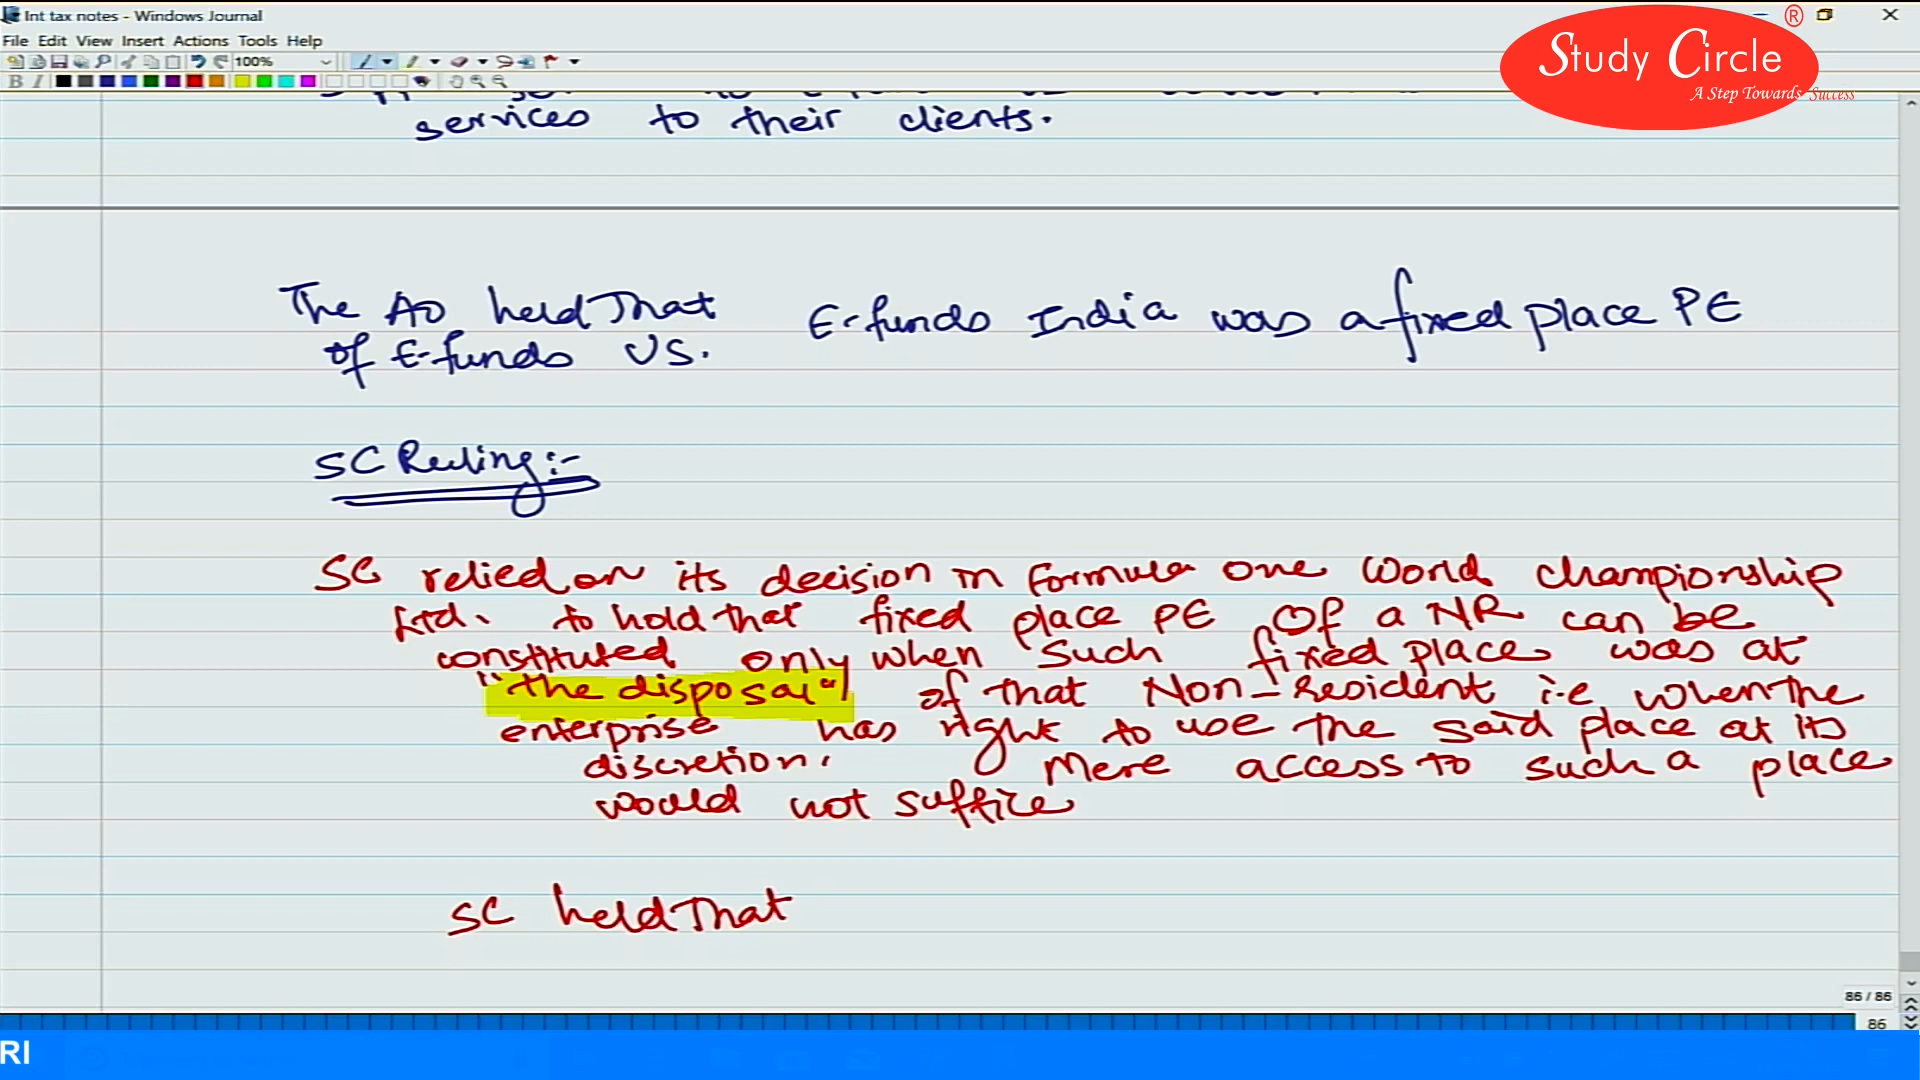 Int tax notes - Windows Journal
File Edit View Insert Actions Tools Help
100%
B I
Study Circle ®
A Step Towards Success
services to their clients.
The AO held That E-funds India was a fixed place PE
of E-funds US.
SC Ruling:-
SC relied on its decision in Formula One World Championship
Ltd. to hold that fixed place PE Of a NR can be
constituted only when such fixed place was at
"the disposal" of that Non-Resident i.e when the
enterprise has right to use the said place at its
discretion. Mere access to such a place
would not suffice
SC held That
86 / 86
86
RI